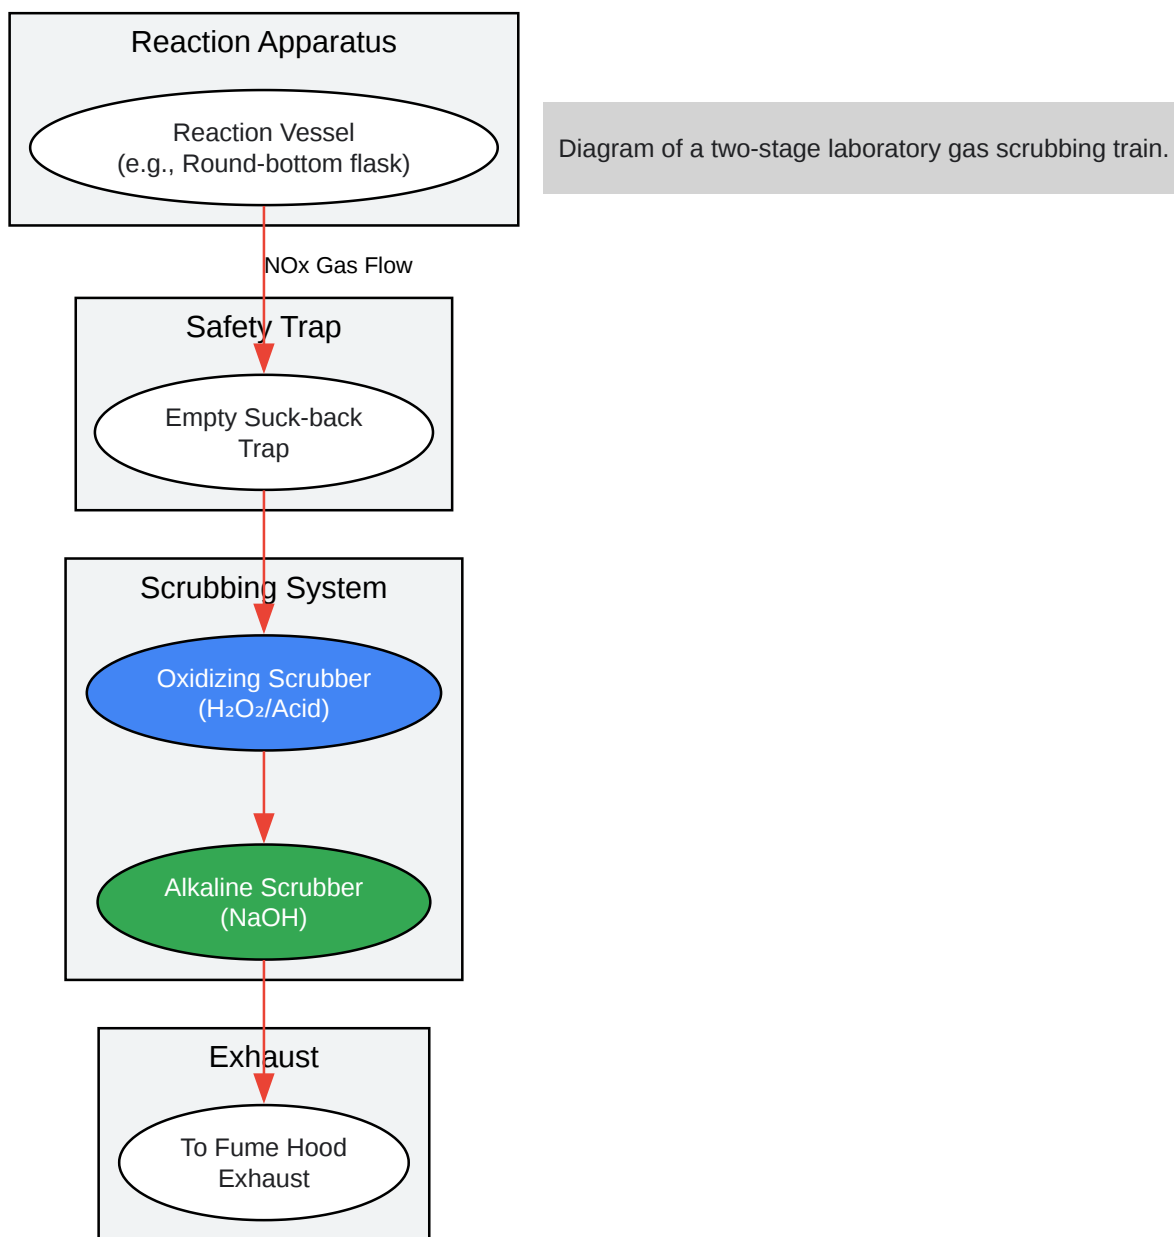 Reaction Apparatus
Reaction Vessel
(e.g., Round-bottom flask)
Diagram of a two-stage laboratory gas scrubbing train.
NOx Gas Flow
Safety Trap
Empty Suck-back
Trap
Scrubbing System
Oxidizing Scrubber
(H₂O₂/Acid)
Alkaline Scrubber
(NaOH)
Exhaust
To Fume Hood
Exhaust